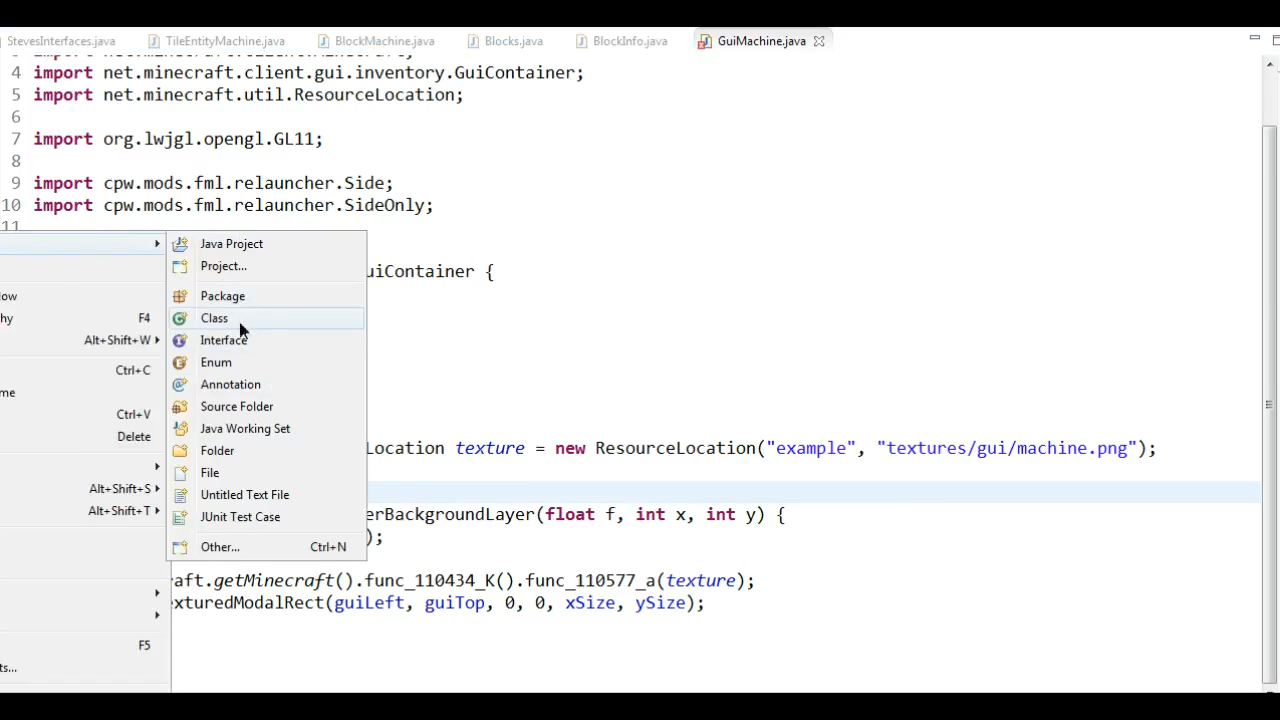 StevesInterfaces.java TileEntityMachine.java BlockMachine.java Blocks.java BlockInfo.java GuiMachine.java
4 import net.minecraft.client.gui.inventory.GuiContainer;
5 import net.minecraft.util.ResourceLocation;
6
7 import org.lwjgl.opengl.GL11;
8
9 import cpw.mods.fml.relauncher.Side;
10 import cpw.mods.fml.relauncher.SideOnly;
11
Java Project
Project...
uiContainer {
ow
Package
hy F4
Class
Alt+Shift+W
Interface
Enum
Ctrl+C
Annotation
me
Source Folder
Ctrl+V
Java Working Set
Delete
Folder
Location texture = new ResourceLocation("example", "textures/gui/machine.png");
File
Alt+Shift+S
Untitled Text File
Alt+Shift+T
JUnit Test Case
erBackgroundLayer(float f, int x, int y) {
);
Other... Ctrl+N
aft.getMinecraft().func_110434_K().func_110577_a(texture);
exturedModalRect(guiLeft, guiTop, 0, 0, xSize, ySize);
F5
ts...